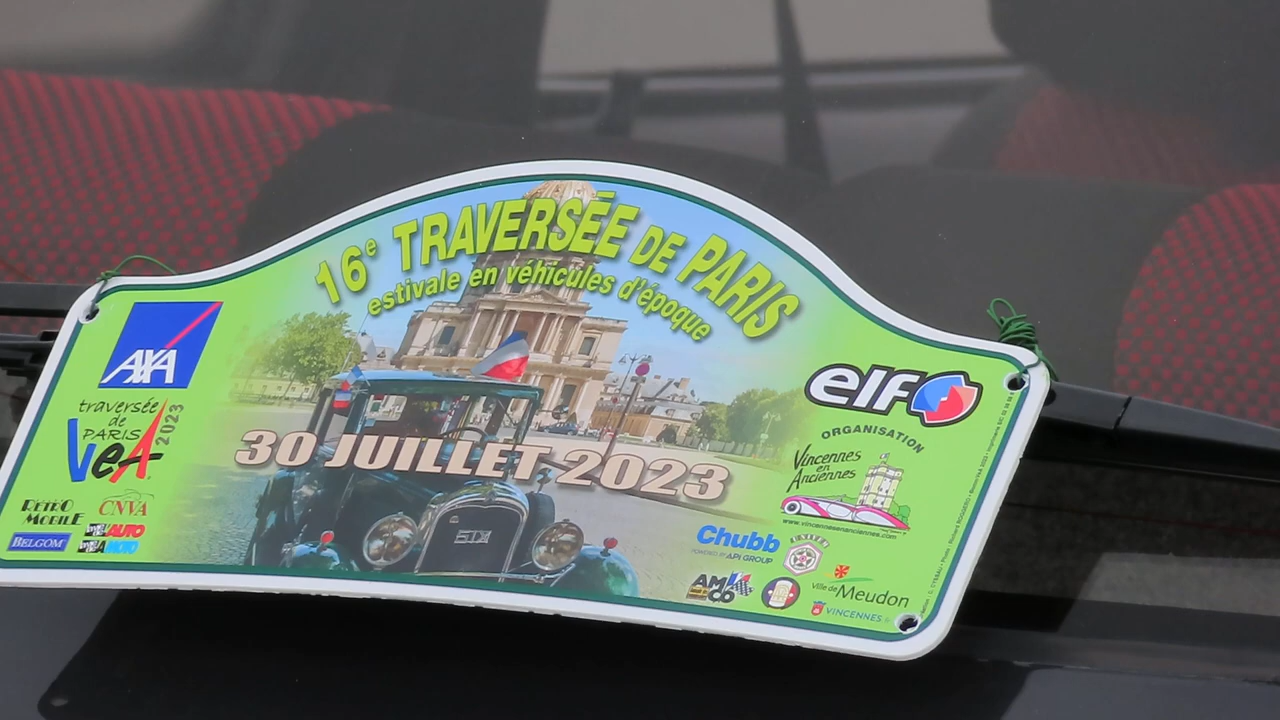 16e TRAVERSÉE DE PARIS
estivale en véhicules d'époque
30 JUILLET 2023
AXA
traversée
de
PARIS
VeA
2023
RETRO
MOBILE
CNVA
BELGOM
AUTO
MOTO
SIX
elf
ORGANISATION
Vincennes
en
Anciennes
www.vincennesenanciennes.com
Chubb
POWERED BY API GROUP
Ville de
Meudon
VINCENNES